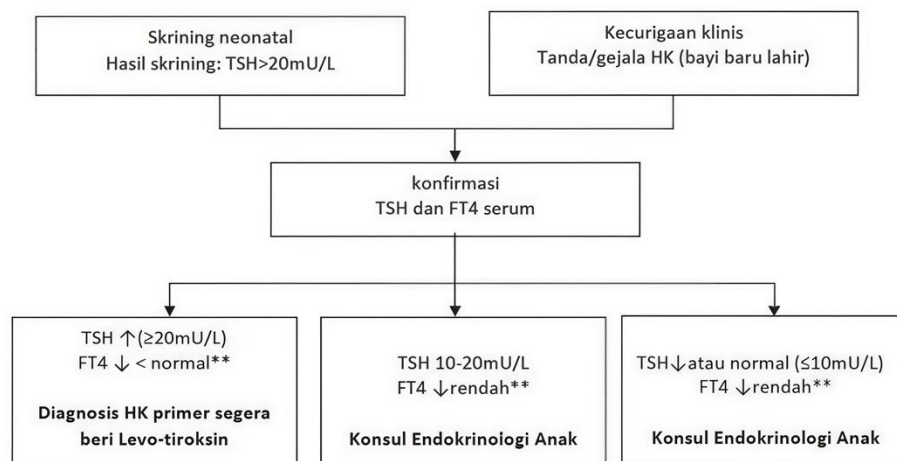 Skrining neonatal
Hasil skrining: TSH>20mU/L
Kecurigaan klinis
Tanda/gejala HK (bayi baru lahir)
konfirmasi
TSH dan FT4 serum
TSH ↑(≥20mU/L)
FT4 ↓ < normal**
Diagnosis HK primer segera
beri Levo-tiroksin
TSH 10-20mU/L
FT4 ↓rendah**
Konsul Endokrinologi Anak
TSH↓atau normal (≤10mU/L)
FT4 ↓rendah**
Konsul Endokrinologi Anak